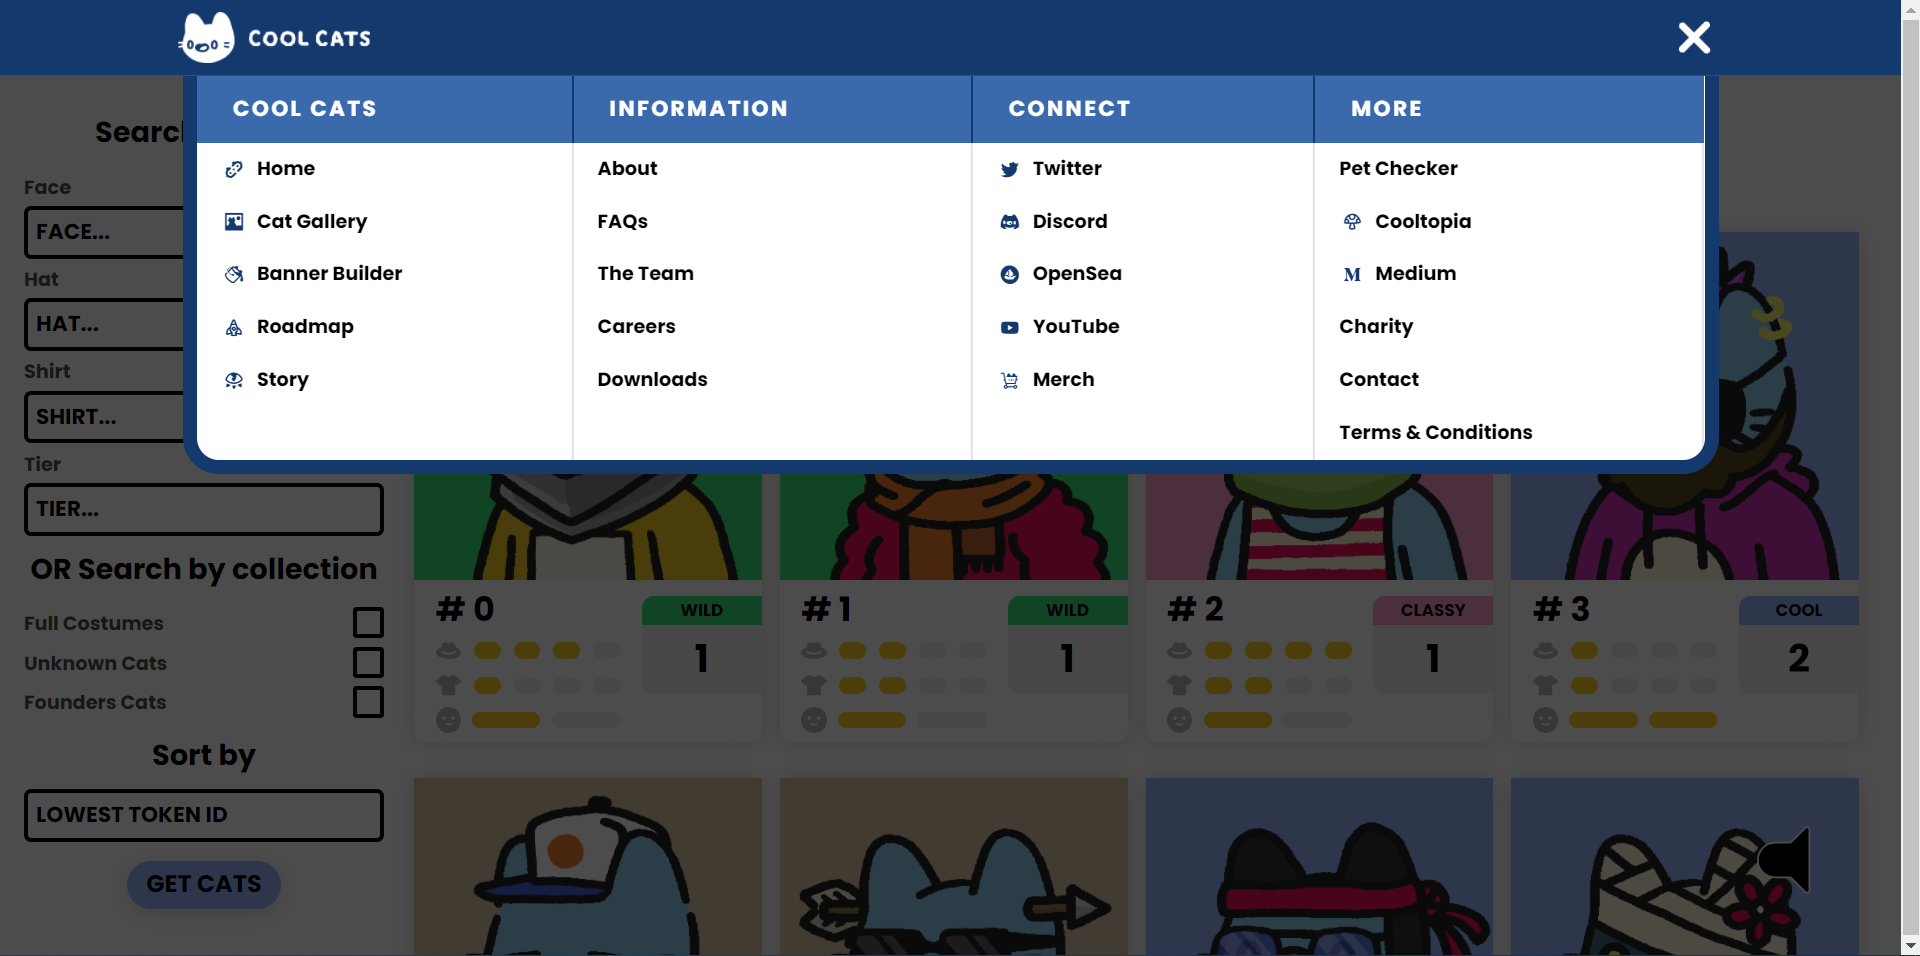 COOL CATS
COOL CATS
Home
Cat Gallery
Banner Builder
Roadmap
Story
INFORMATION
About
FAQs
The Team
Careers
Downloads
CONNECT
Twitter
Discord
OpenSea
YouTube
Merch
MORE
Pet Checker
Cooltopia
Medium
Charity
Contact
Terms & Conditions
Face
FACE...
Hat
HAT...
Shirt
SHIRT...
Tier
TIER...
OR Search by collection
Full Costumes
Unknown Cats
Founders Cats
Sort by
LOWEST TOKEN ID
GET CATS
# 0
WILD
1
# 1
WILD
1
# 2
CLASSY
1
# 3
COOL
2